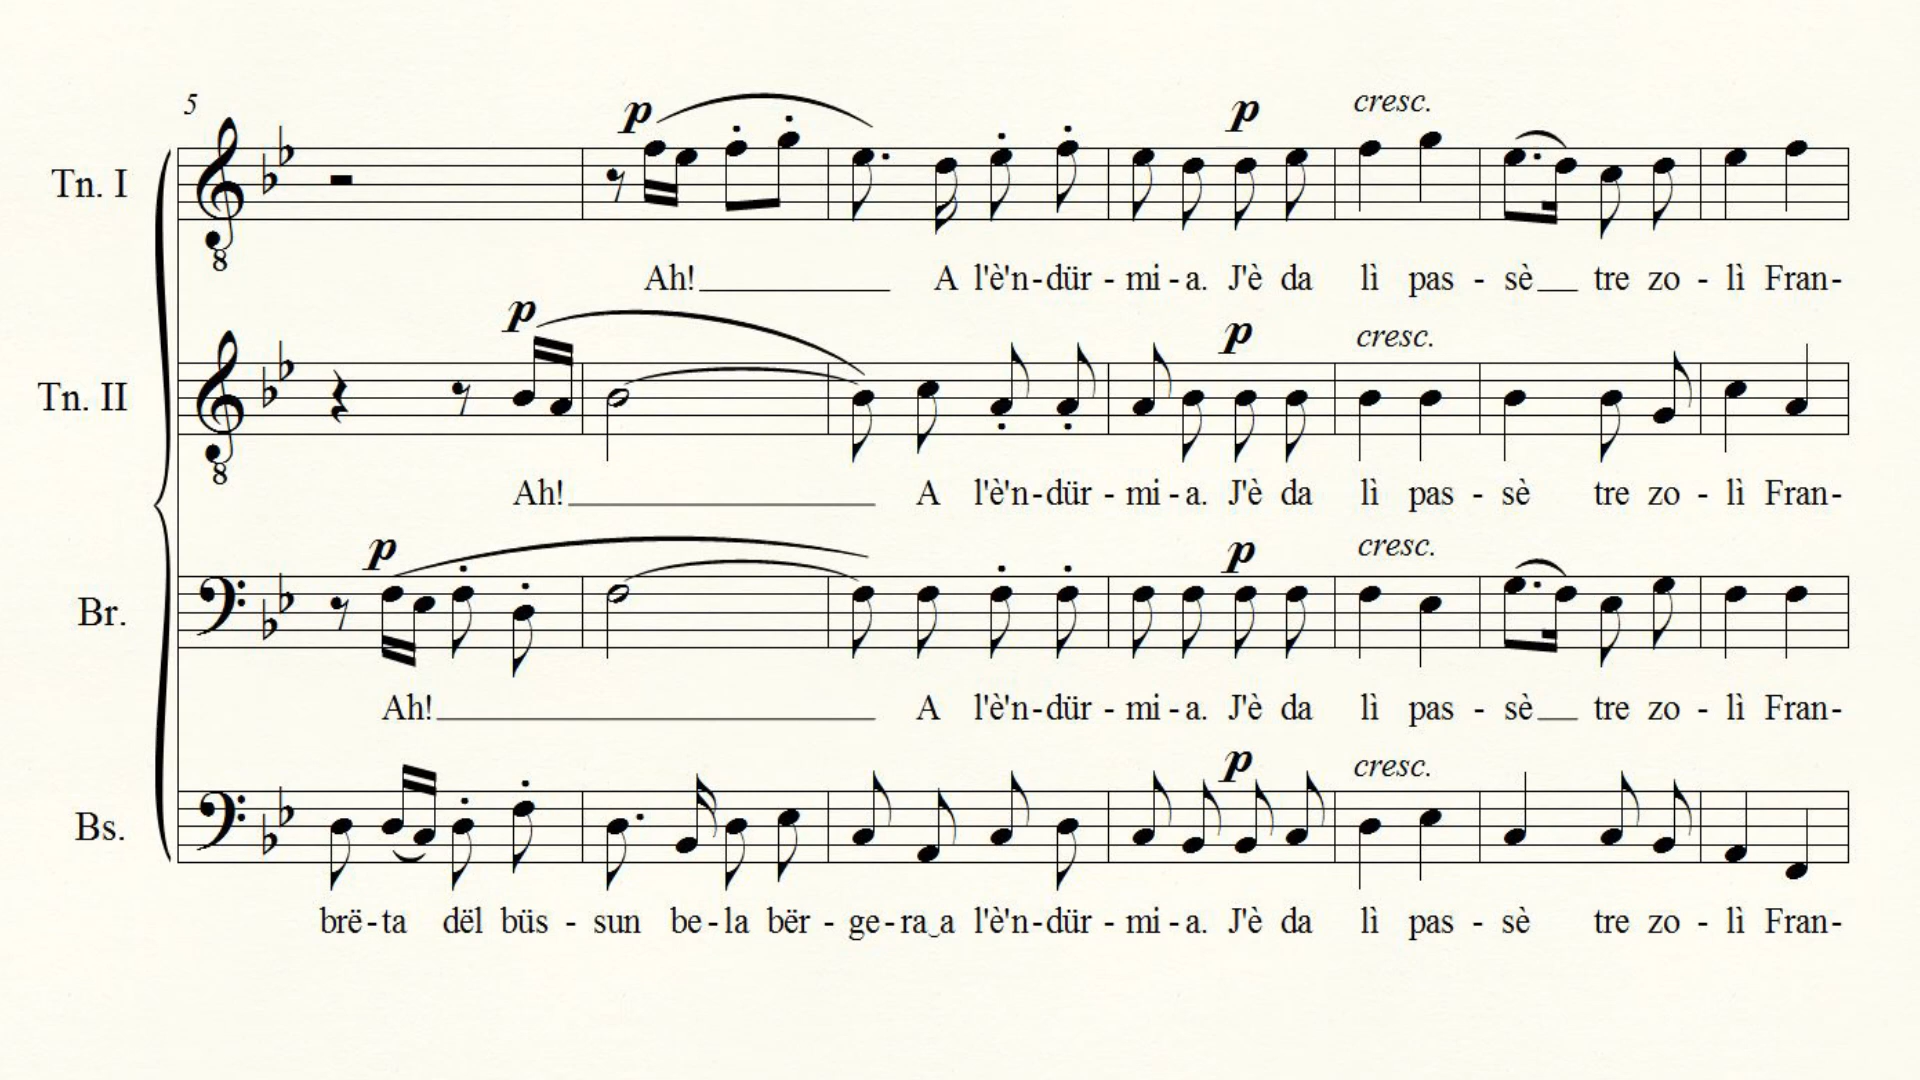 5
p cresc.
Tn. I
p
8
Ah! A l'è'n-dür-mi-a. J'è da lì pas-sè tre zo-lì Fran-
p p cresc.
Tn. II
8
Ah! A l'è'n-dür-mi-a. J'è da lì pas-sè tre zo-lì Fran-
p p cresc.
Br.
Ah! A l'è'n-dür-mi-a. J'è da lì pas-sè tre zo-lì Fran-
p cresc.
Bs.
brë-ta dël büs-sun be-la bër-ge-ra‿a l'è'n-dür-mi-a. J'è da lì pas-sè tre zo-lì Fran-